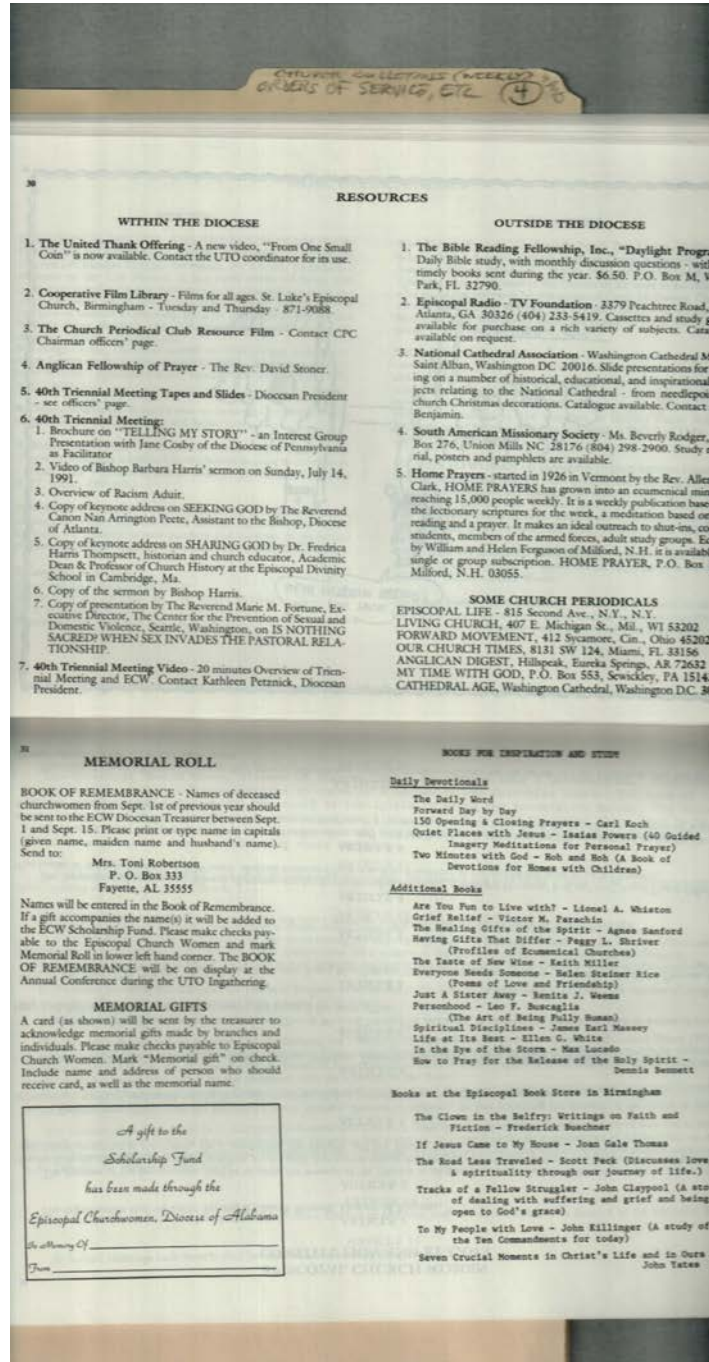 CHURCH BULLETINS (WEEKLY)
ORDERS OF SERVICE, ETC (4)
30
RESOURCES
WITHIN THE DIOCESE
1. The United Thank Offering - A new video, "From One Small
Coin" is now available. Contact the UTO coordinator for its use.
2. Cooperative Film Library - Films for all ages. St. Luke's Episcopal
Church, Birmingham - Tuesday and Thursday - 871-9088.
3. The Church Periodical Club Resource Film - Contact CPC
Chairman officers' page.
4. Anglican Fellowship of Prayer - The Rev. David Stoner.
5. 40th Triennial Meeting Tapes and Slides - Diocesan President
- see officers' page.
6. 40th Triennial Meeting:
1. Brochure on "TELLING MY STORY" - an Interest Group
Presentation with Jane Cosby of the Diocese of Pennsylvania
as Facilitator
2. Video of Bishop Barbara Harris' sermon on Sunday, July 14,
1991.
3. Overview of Racism Aduit.
4. Copy of keynote address on SEEKING GOD by The Reverend
Canon Nan Arrington Peete, Assistant to the Bishop, Diocese
of Atlanta.
5. Copy of keynote address on SHARING GOD by Dr. Fredrica
Harris Thompsett, historian and church educator, Academic
Dean & Professor of Church History at the Episcopal Divinity
School in Cambridge, Ma.
6. Copy of the sermon by Bishop Harris.
7. Copy of presentation by The Reverend Marie M. Fortune, Ex-
ecutive Director, The Center for the Prevention of Sexual and
Domestic Violence, Seattle, Washington, on IS NOTHING
SACRED? WHEN SEX INVADES THE PASTORAL RELA-
TIONSHIP.
7. 40th Triennial Meeting Video - 20 minutes Overview of Trien-
nial Meeting and ECW. Contact Kathleen Petznick, Diocesan
President.
OUTSIDE THE DIOCESE
1. The Bible Reading Fellowship, Inc., "Daylight Progr
Daily Bible study, with monthly discussion questions - wit
timely books sent during the year. $6.50. P.O. Box M, W
Park, FL 32790.
2. Episcopal Radio - TV Foundation - 3379 Peachtree Road,
Atlanta, GA 30326 (404) 233-5419. Cassettes and study g
available for purchase on a rich variety of subjects. Cata
available on request.
3. National Cathedral Association - Washington Cathedral M
Saint Alban, Washington DC 20016. Slide presentations for
ing on a number of historical, educational, and inspirational
jects relating to the National Cathedral - from needlepoi
church Christmas decorations. Catalogue available. Contact
Benjamin.
4. South American Missionary Society - Ms. Beverly Rodger,
Box 276, Union Mills NC 28176 (804) 298-2900. Study
rial, posters and pamphlets are available.
5. Home Prayers - started in 1926 in Vermont by the Rev. Alle
Clark, HOME PRAYERS has grown into an ecumenical min
reaching 15,000 people weekly. It is a weekly publication base
the lectionary scriptures for the week, a meditation based o
reading and a prayer. It makes an ideal outreach to shut-ins, co
students, members of the armed forces, adult study groups. Ed
by William and Helen Ferguson of Milford, N.H. it is availabl
single or group subscription. HOME PRAYER, P.O. Box
Milford, N.H. 03055.
SOME CHURCH PERIODICALS
EPISCOPAL LIFE - 815 Second Ave., N.Y., N.Y.
LIVING CHURCH, 407 E. Michigan St., Mil., WI 53202
FORWARD MOVEMENT, 412 Sycamore, Cin., Ohio 45202
OUR CHURCH TIMES, 8131 SW 124, Miami, FL 33156
ANGLICAN DIGEST, Hillspeak, Eureka Springs, AR 72632
MY TIME WITH GOD, P.O. Box 553, Sewickley, PA 1514
CATHEDRAL AGE, Washington Cathedral, Washington D.C.
31
MEMORIAL ROLL
BOOK OF REMEMBRANCE - Names of deceased
churchwomen from Sept. 1st of previous year should
be sent to the ECW Diocesan Treasurer between Sept.
1 and Sept. 15. Please print or type name in capitals
(given name, maiden name and husband's name).
Send to:
Mrs. Toni Robertson
P. O. Box 333
Fayette, AL 35555
Names will be entered in the Book of Remembrance.
If a gift accompanies the name(s) it will be added to
the ECW Scholarship Fund. Please make checks pay-
able to the Episcopal Church Women and mark
Memorial Roll in lower left hand corner. The BOOK
OF REMEMBRANCE will be on display at the
Annual Conference during the UTO Ingathering.
MEMORIAL GIFTS
A card (as shown) will be sent by the treasurer to
acknowledge memorial gifts made by branches and
individuals. Please make checks payable to Episcopal
Church Women. Mark "Memorial gift" on check.
Include name and address of person who should
receive card, as well as the memorial name.
A gift to the
Scholarship Fund
has been made through the
Episcopal Churchwomen, Diocese of Alabama
In Memory Of
From
BOOKS FOR INSPIRATION AND STUDY
Daily Devotionals
The Daily Word
Forward Day by Day
150 Opening & Closing Prayers - Carl Koch
Quiet Places with Jesus - Isaias Powers (40 Guided
Imagery Meditations for Personal Prayer)
Two Minutes with God - Hoh and Hoh (A Book of
Devotions for Homes with Children)
Additional Books
Are You Fun to Live with? - Lionel A. Whiston
Grief Relief - Victor M. Parachin
The Healing Gifts of the Spirit - Agnes Sanford
Having Gifts That Differ - Peggy L. Shriver
(Profiles of Ecumenical Churches)
The Taste of New Wine - Keith Miller
Everyone Needs Someone - Helen Steiner Rice
(Poems of Love and Friendship)
Just A Sister Away - Renita J. Weems
Personhood - Leo F. Buscaglia
(The Art of Being Fully Human)
Spiritual Disciplines - James Earl Massey
Life at Its Best - Ellen G. White
In the Eye of the Storm - Max Lucado
How to Pray for the Release of the Holy Spirit -
Dennis Bennett
Books at the Episcopal Book Store in Birmingham
The Clown in the Belfry: Writings on Faith and
Fiction - Frederick Buechner
If Jesus Came to My House - Joan Gale Thomas
The Road Less Traveled - Scott Peck (Discusses love
& spirituality through our journey of life.)
Tracks of a Fellow Struggler - John Claypool (A sto
of dealing with suffering and grief and being
open to God's grace)
To My People with Love - John Killinger (A study of
the Ten Commandments for today)
Seven Crucial Moments in Christ's Life and in Ours
John Yates